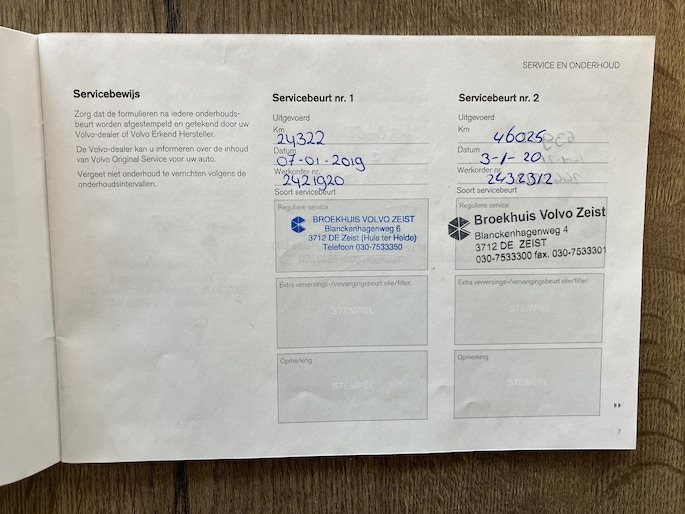 SERVICE EN ONDERHOUD
Servicebewijs
Zorg dat de formulieren na iedere onderhouds-
beurt worden afgestempeld en getekend door uw
Volvo-dealer of Volvo Erkend Hersteller.
De Volvo-dealer kan u informeren over de inhoud
van Volvo Original Service voor uw auto.
Vergeet niet onderhoud te verrichten volgens de
onderhoudsintervallen.
Servicebeurt nr. 1
Uitgevoerd
Km
24322
Datum
07-01-2019
Werkorder nr.
2421920
Soort servicebeurt
Reguliere service
BROEKHUIS VOLVO ZEIST
Blanckenhagenweg 6
3712 DE Zeist (Huis ter Heide)
Telefoon 030-7533350
Extra verversings-/vervangingsbeurt olie/filter:
STEMPEL
Opmerking
STEMPEL
Servicebeurt nr. 2
Uitgevoerd
Km
46025
Datum
3-1-20
Werkorder nr.
2432312
Soort servicebeurt
Reguliere service
Broekhuis Volvo Zeist
Blanckenhagenweg 4
3712 DE ZEIST
030-7533300 fax. 030-7533301
Extra verversings-/vervangingsbeurt olie/filter:
STEMPEL
Opmerking
STEMPEL
7